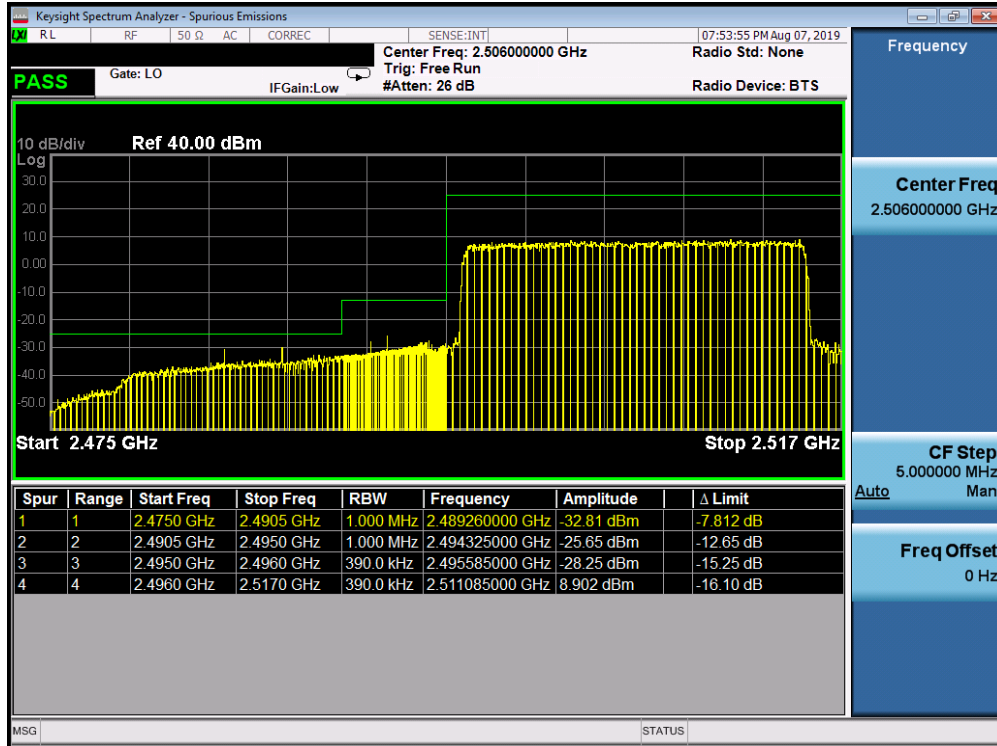 Keysight Spectrum Analyzer - Spurious Emissions
LXI RL RF 50 Ω AC CORREC SENSE:INT 07:53:55 PM Aug 07, 2019
Center Freq: 2.506000000 GHz Radio Std: None
Gate: LO Trig: Free Run
PASS IFGain:Low #Atten: 26 dB Radio Device: BTS
10 dB/div Ref 40.00 dBm
Log
30.0
20.0
10.0
0.00
-10.0
-20.0
-30.0
-40.0
-50.0
Start 2.475 GHz Stop 2.517 GHz
Spur Range Start Freq Stop Freq RBW Frequency Amplitude Δ Limit
1 1 2.4750 GHz 2.4905 GHz 1.000 MHz 2.489260000 GHz -32.81 dBm -7.812 dB
2 2 2.4905 GHz 2.4950 GHz 1.000 MHz 2.494325000 GHz -25.65 dBm -12.65 dB
3 3 2.4950 GHz 2.4960 GHz 390.0 kHz 2.495585000 GHz -28.25 dBm -15.25 dB
4 4 2.4960 GHz 2.5170 GHz 390.0 kHz 2.511085000 GHz 8.902 dBm -16.10 dB
MSG STATUS
Frequency
Center Freq
2.506000000 GHz
CF Step
5.000000 MHz
Auto Man
Freq Offset
0 Hz